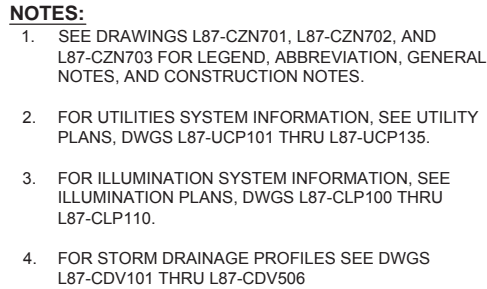 NOTES:
1. SEE DRAWINGS L87-CZN701, L87-CZN702, AND
L87-CZN703 FOR LEGEND, ABBREVIATION, GENERAL
NOTES, AND CONSTRUCTION NOTES.
2. FOR UTILITIES SYSTEM INFORMATION, SEE UTILITY
PLANS, DWGS L87-UCP101 THRU L87-UCP135.
3. FOR ILLUMINATION SYSTEM INFORMATION, SEE
ILLUMINATION PLANS, DWGS L87-CLP100 THRU
L87-CLP110.
4. FOR STORM DRAINAGE PROFILES SEE DWGS
L87-CDV101 THRU L87-CDV506